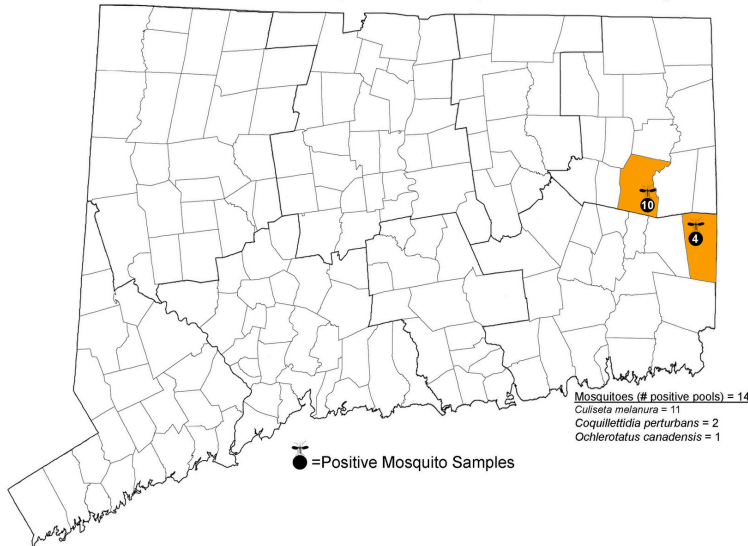 10
4
Mosquitoes (# positive pools) = 14
Culiseta melanura = 11
Coquillettidia perturbans = 2
Ochlerotatus canadensis = 1
=Positive Mosquito Samples